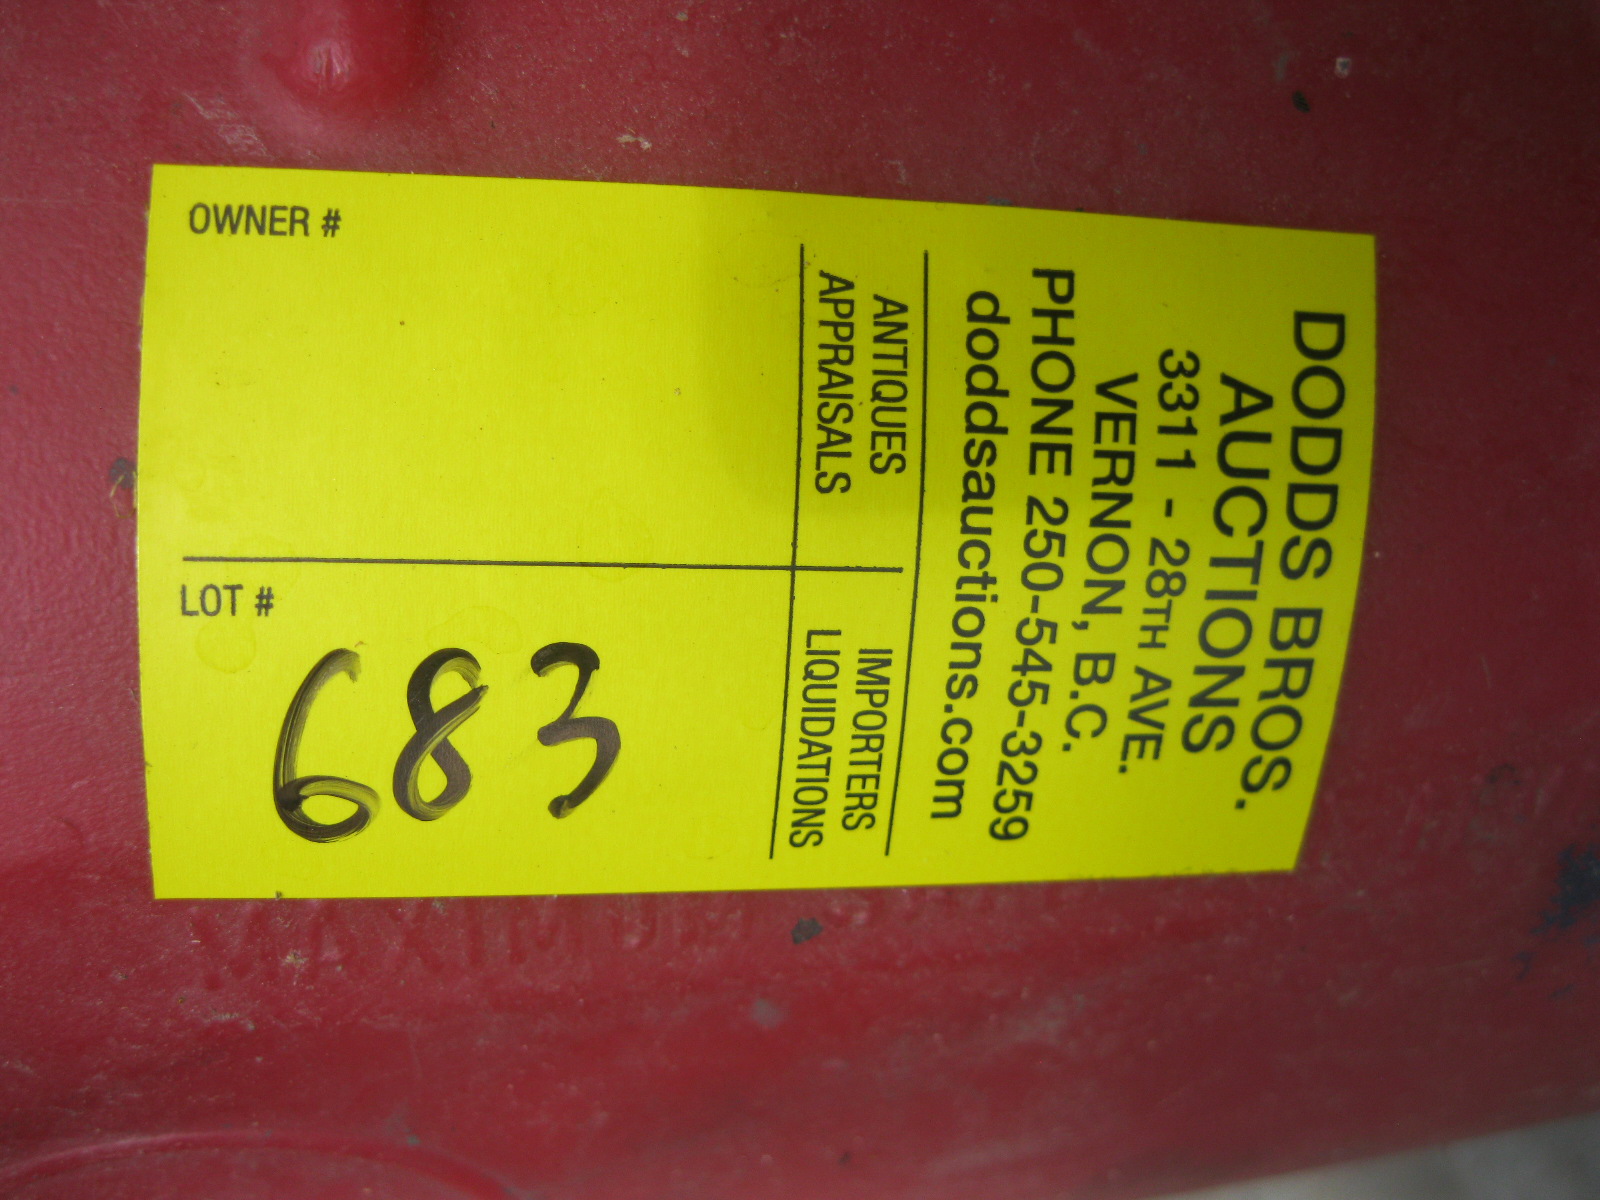 DODDS BROS.
AUCTIONS
3311 - 28TH AVE.
VERNON, B.C.
PHONE 250-545-3259
doddsauctions.com
ANTIQUES
APPRAISALS
IMPORTERS
LIQUIDATIONS
OWNER #
LOT #
683